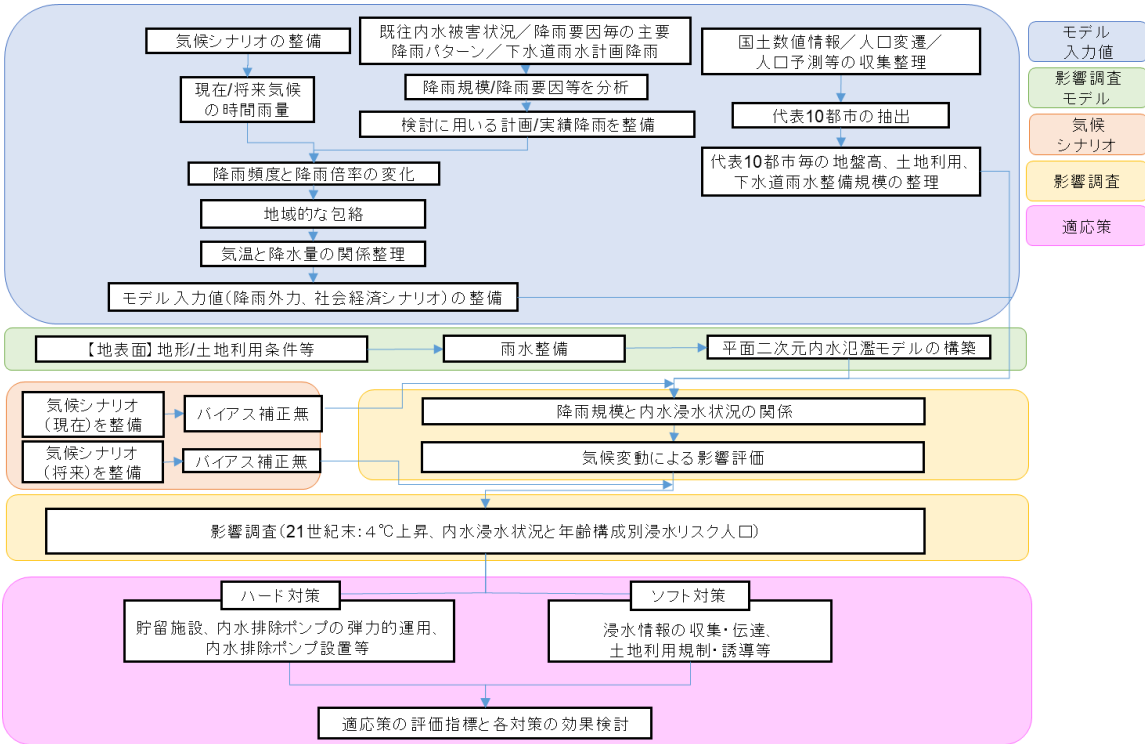 気候シナリオの整備
既往内水被害状況／降雨要因毎の主要
降雨パターン／下水道雨水計画降雨
国土数値情報／人口変遷／
人口予測等の収集整理
現在/将来気候
の時間雨量
降雨規模/降雨要因等を分析
検討に用いる計画/実績降雨を整備
代表10都市の抽出
代表10都市毎の地盤高、土地利用、
下水道雨水整備規模の整理
降雨頻度と降雨倍率の変化
地域的な包絡
気温と降水量の関係整理
モデル入力値(降雨外力、社会経済シナリオ)の整備
モデル
入力値
影響調査
モデル
気候
シナリオ
影響調査
適応策
【地表面】地形/土地利用条件等
雨水整備
平面二次元内水氾濫モデルの構築
気候シナリオ
(現在)を整備
バイアス補正無
気候シナリオ
(将来)を整備
バイアス補正無
降雨規模と内水浸水状況の関係
気候変動による影響評価
影響調査(21世紀末:４℃上昇、内水浸水状況と年齢構成別浸水リスク人口)
ハード対策
貯留施設、内水排除ポンプの弾力的運用、
内水排除ポンプ設置等
ソフト対策
浸水情報の収集・伝達、
土地利用規制・誘導等
適応策の評価指標と各対策の効果検討